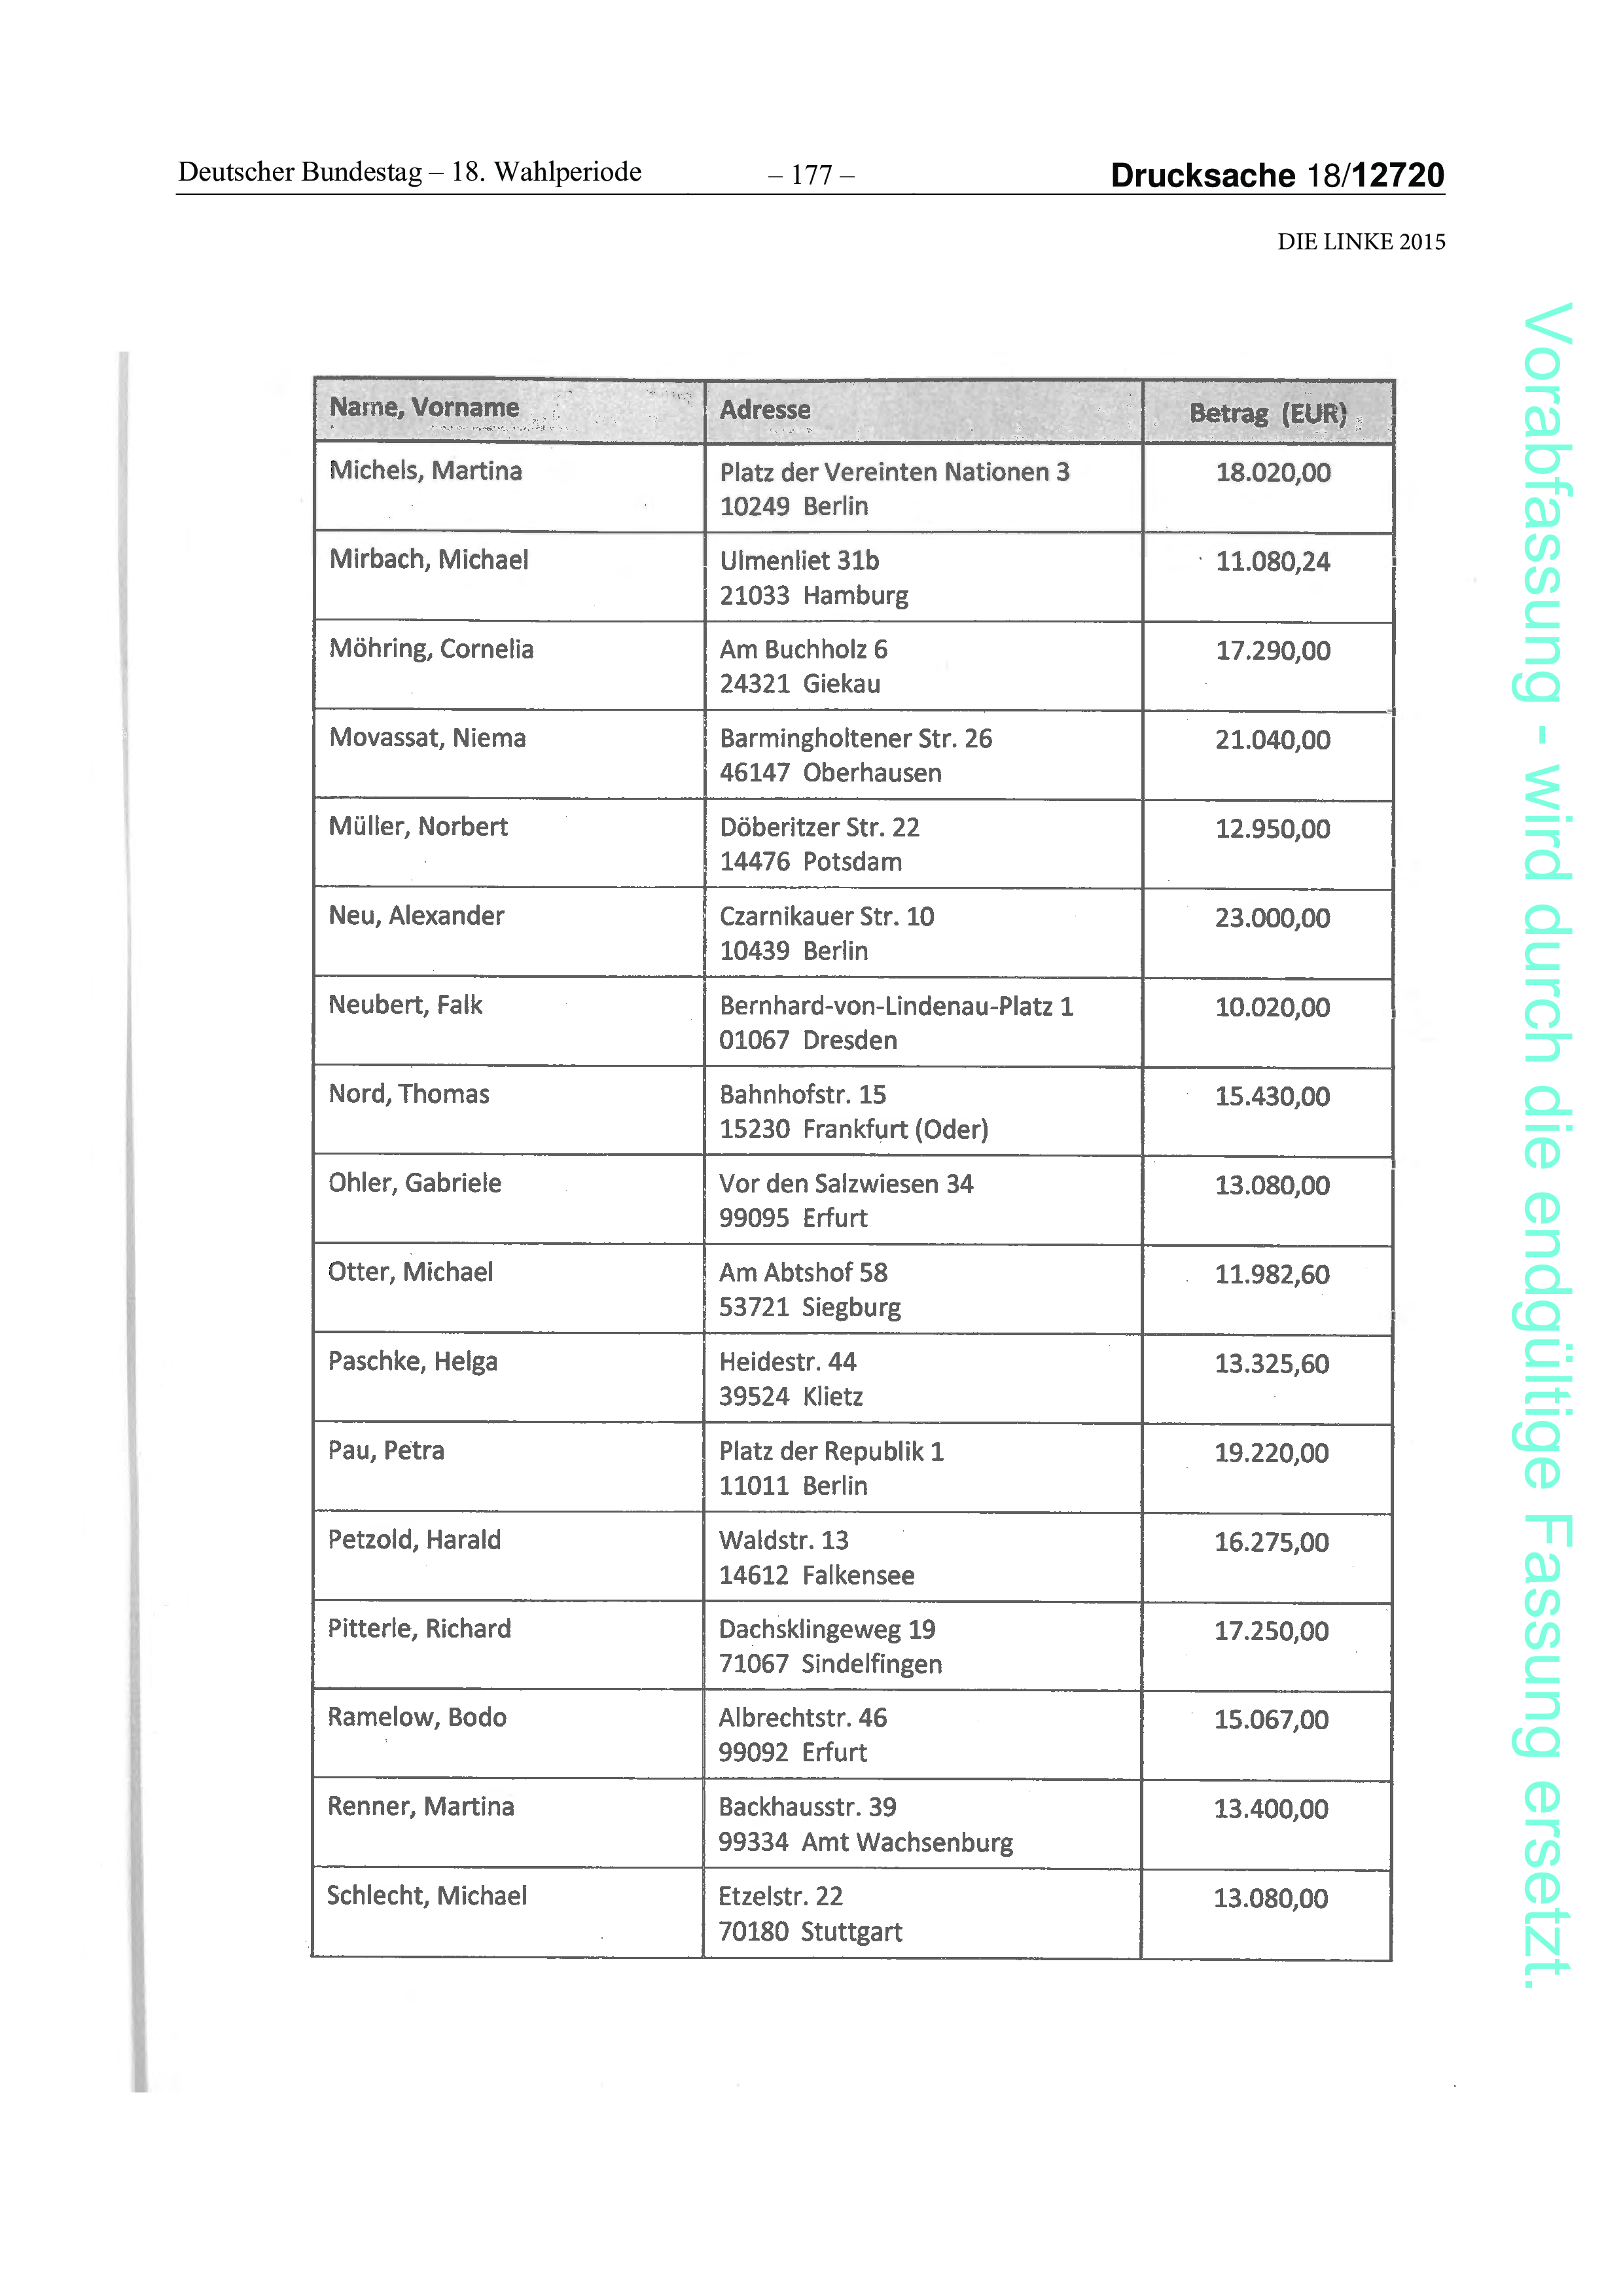 Deutscher Bundestag – 18. Wahlperiode – 177 – Drucksache 18/12720
DIE LINKE 2015
Name, Vorname Adresse Betrag (EUR)
Michels, Martina Platz der Vereinten Nationen 3 18.020,00
10249 Berlin
Mirbach, Michael Ulmenliet 31b 11.080,24
21033 Hamburg
Möhring, Cornelia Am Buchholz 6 17.290,00
24321 Giekau
Movassat, Niema Barmingholtener Str. 26 21.040,00
46147 Oberhausen
Müller, Norbert Döberitzer Str. 22 12.950,00
14476 Potsdam
Neu, Alexander Czarnikauer Str. 10 23.000,00
10439 Berlin
Neubert, Falk Bernhard-von-Lindenau-Platz 1 10.020,00
01067 Dresden
Nord, Thomas Bahnhofstr. 15 15.430,00
15230 Frankfurt (Oder)
Ohler, Gabriele Vor den Salzwiesen 34 13.080,00
99095 Erfurt
Otter, Michael Am Abtshof 58 11.982,60
53721 Siegburg
Paschke, Helga Heidestr. 44 13.325,60
39524 Klietz
Pau, Petra Platz der Republik 1 19.220,00
11011 Berlin
Petzold, Harald Waldstr. 13 16.275,00
14612 Falkensee
Pitterle, Richard Dachsklingeweg 19 17.250,00
71067 Sindelfingen
Ramelow, Bodo Albrechtstr. 46 15.067,00
99092 Erfurt
Renner, Martina Backhausstr. 39 13.400,00
99334 Amt Wachsenburg
Schlecht, Michael Etzelstr. 22 13.080,00
70180 Stuttgart
Vorabfassung - wird durch die endgültige Fassung ersetzt.